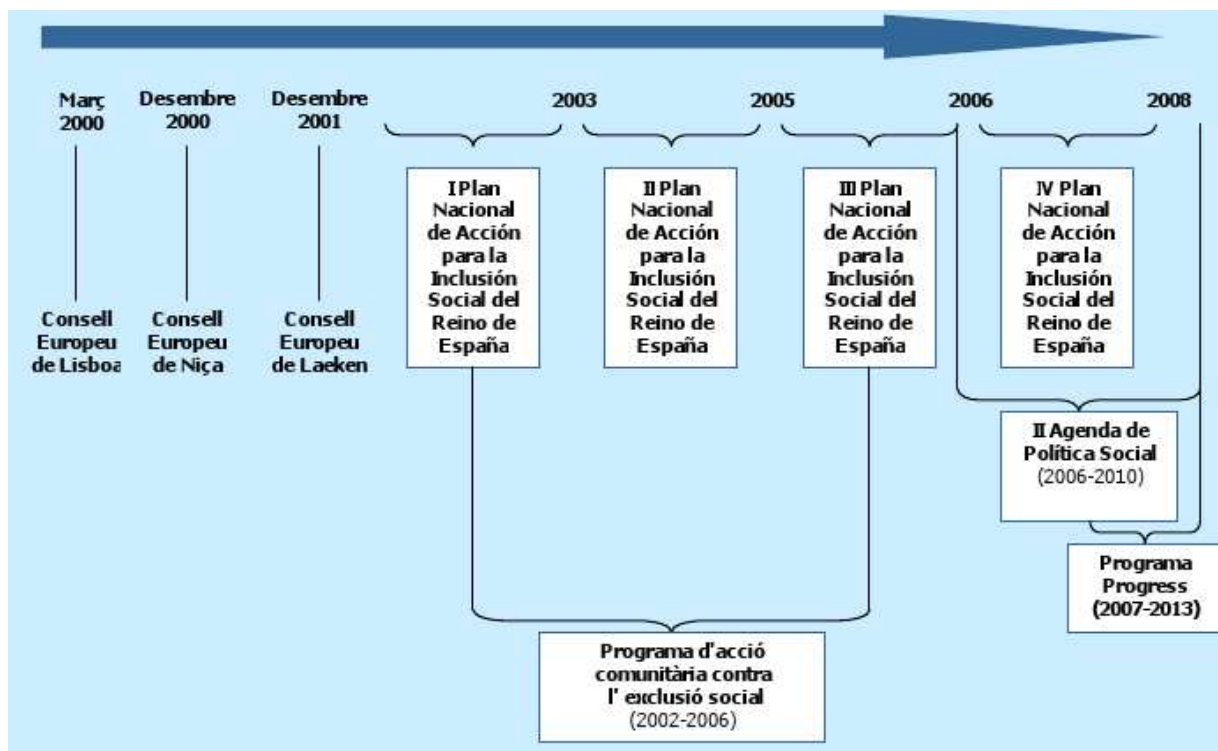 Març
2000
Desembre
2000
Desembre
2001
2003
2005
2006
2008
Consell
Europeu
de Lisboa
Consell
Europeu
de Niça
Consell
Europeu
de Laeken
I Plan
Nacional
de Acción
para la
Inclusión
Social del
Reino de
España
II Plan
Nacional
de Acción
para la
Inclusión
Social del
Reino de
España
III Plan
Nacional
de Acción
para la
Inclusión
Social del
Reino de
España
IV Plan
Nacional
de Acción
para la
Inclusión
Social del
Reino de
España
II Agenda de
Política Social
(2006-2010)
Programa
Progress
(2007-2013)
Programa d'acció
comunitària contra
l' exclusió social
(2002-2006)